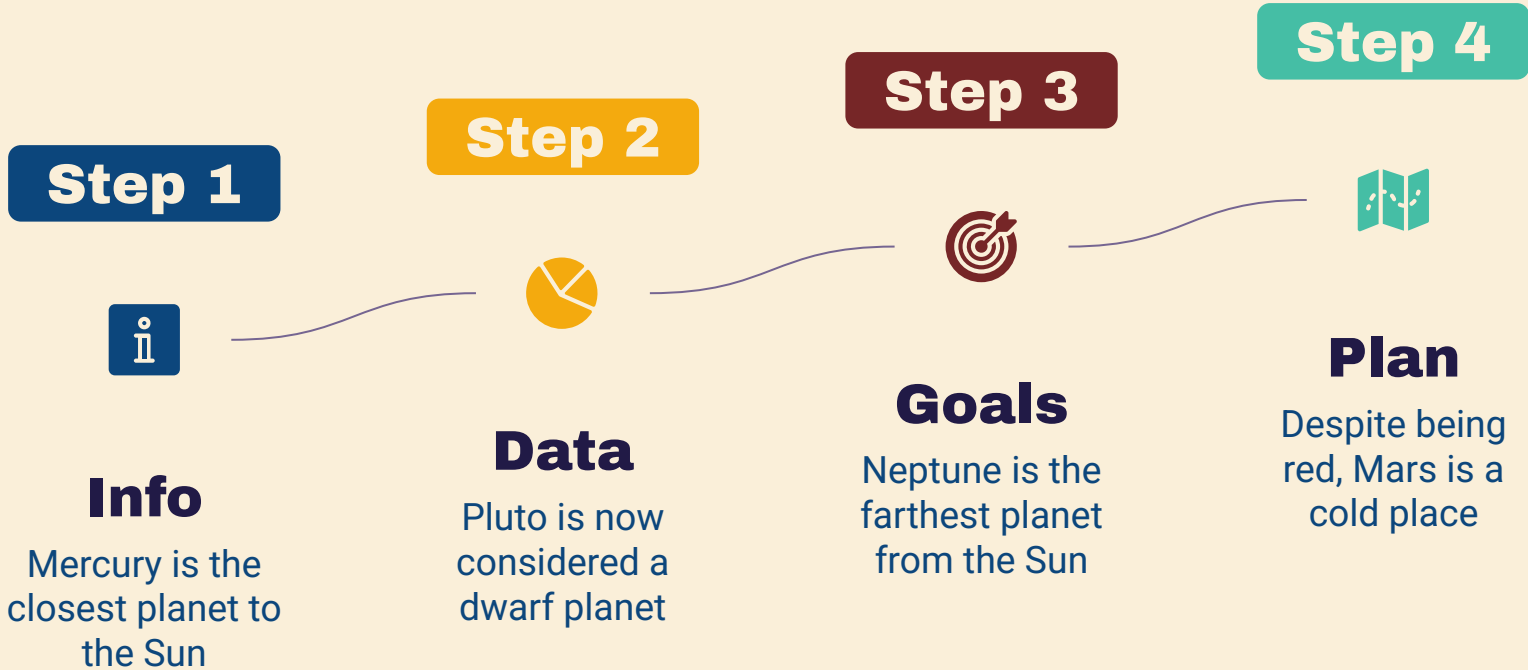 Step 1
Info
Mercury is the
closest planet to
the Sun
Step 2
Data
Pluto is now
considered a
dwarf planet
Step 3
Goals
Neptune is the
farthest planet
from the Sun
Step 4
Plan
Despite being
red, Mars is a
cold place